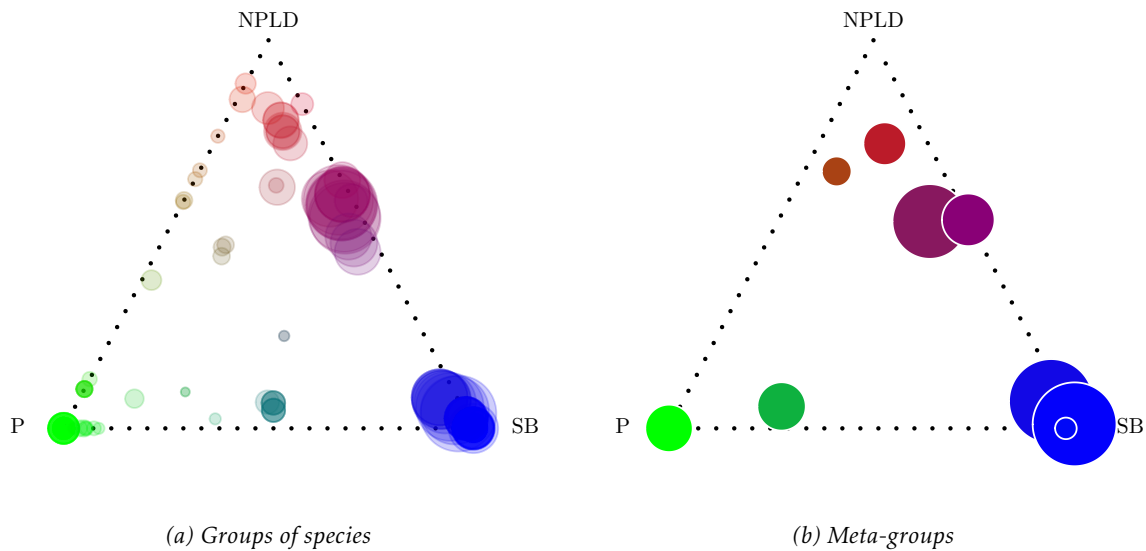 NPLD
NPLD
P
SB
P
SB
(a) Groups of species
(b) Meta-groups